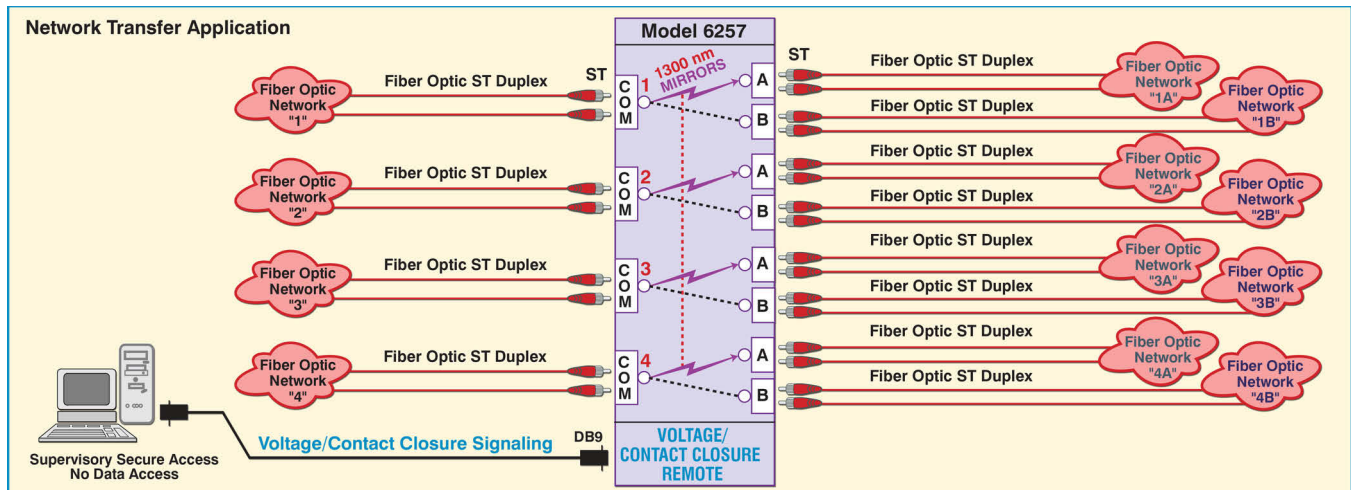 Network Transfer Application
Model 6257
Fiber Optic
Network
"1"
Fiber Optic ST Duplex
ST
C
O
M
1
1300 nm
MIRRORS
A
B
ST
Fiber Optic ST Duplex
Fiber Optic
Network
"1A"
Fiber Optic ST Duplex
Fiber Optic
Network
"1B"
Fiber Optic
Network
"2"
Fiber Optic ST Duplex
C
O
M
2
A
B
Fiber Optic ST Duplex
Fiber Optic
Network
"2A"
Fiber Optic ST Duplex
Fiber Optic
Network
"2B"
Fiber Optic
Network
"3"
Fiber Optic ST Duplex
C
O
M
3
A
B
Fiber Optic ST Duplex
Fiber Optic
Network
"3A"
Fiber Optic ST Duplex
Fiber Optic
Network
"3B"
Fiber Optic
Network
"4"
Fiber Optic ST Duplex
C
O
M
4
A
B
Fiber Optic ST Duplex
Fiber Optic
Network
"4A"
Fiber Optic ST Duplex
Fiber Optic
Network
"4B"
Supervisory Secure Access
No Data Access
Voltage/Contact Closure Signaling
DB9
VOLTAGE/
CONTACT CLOSURE
REMOTE